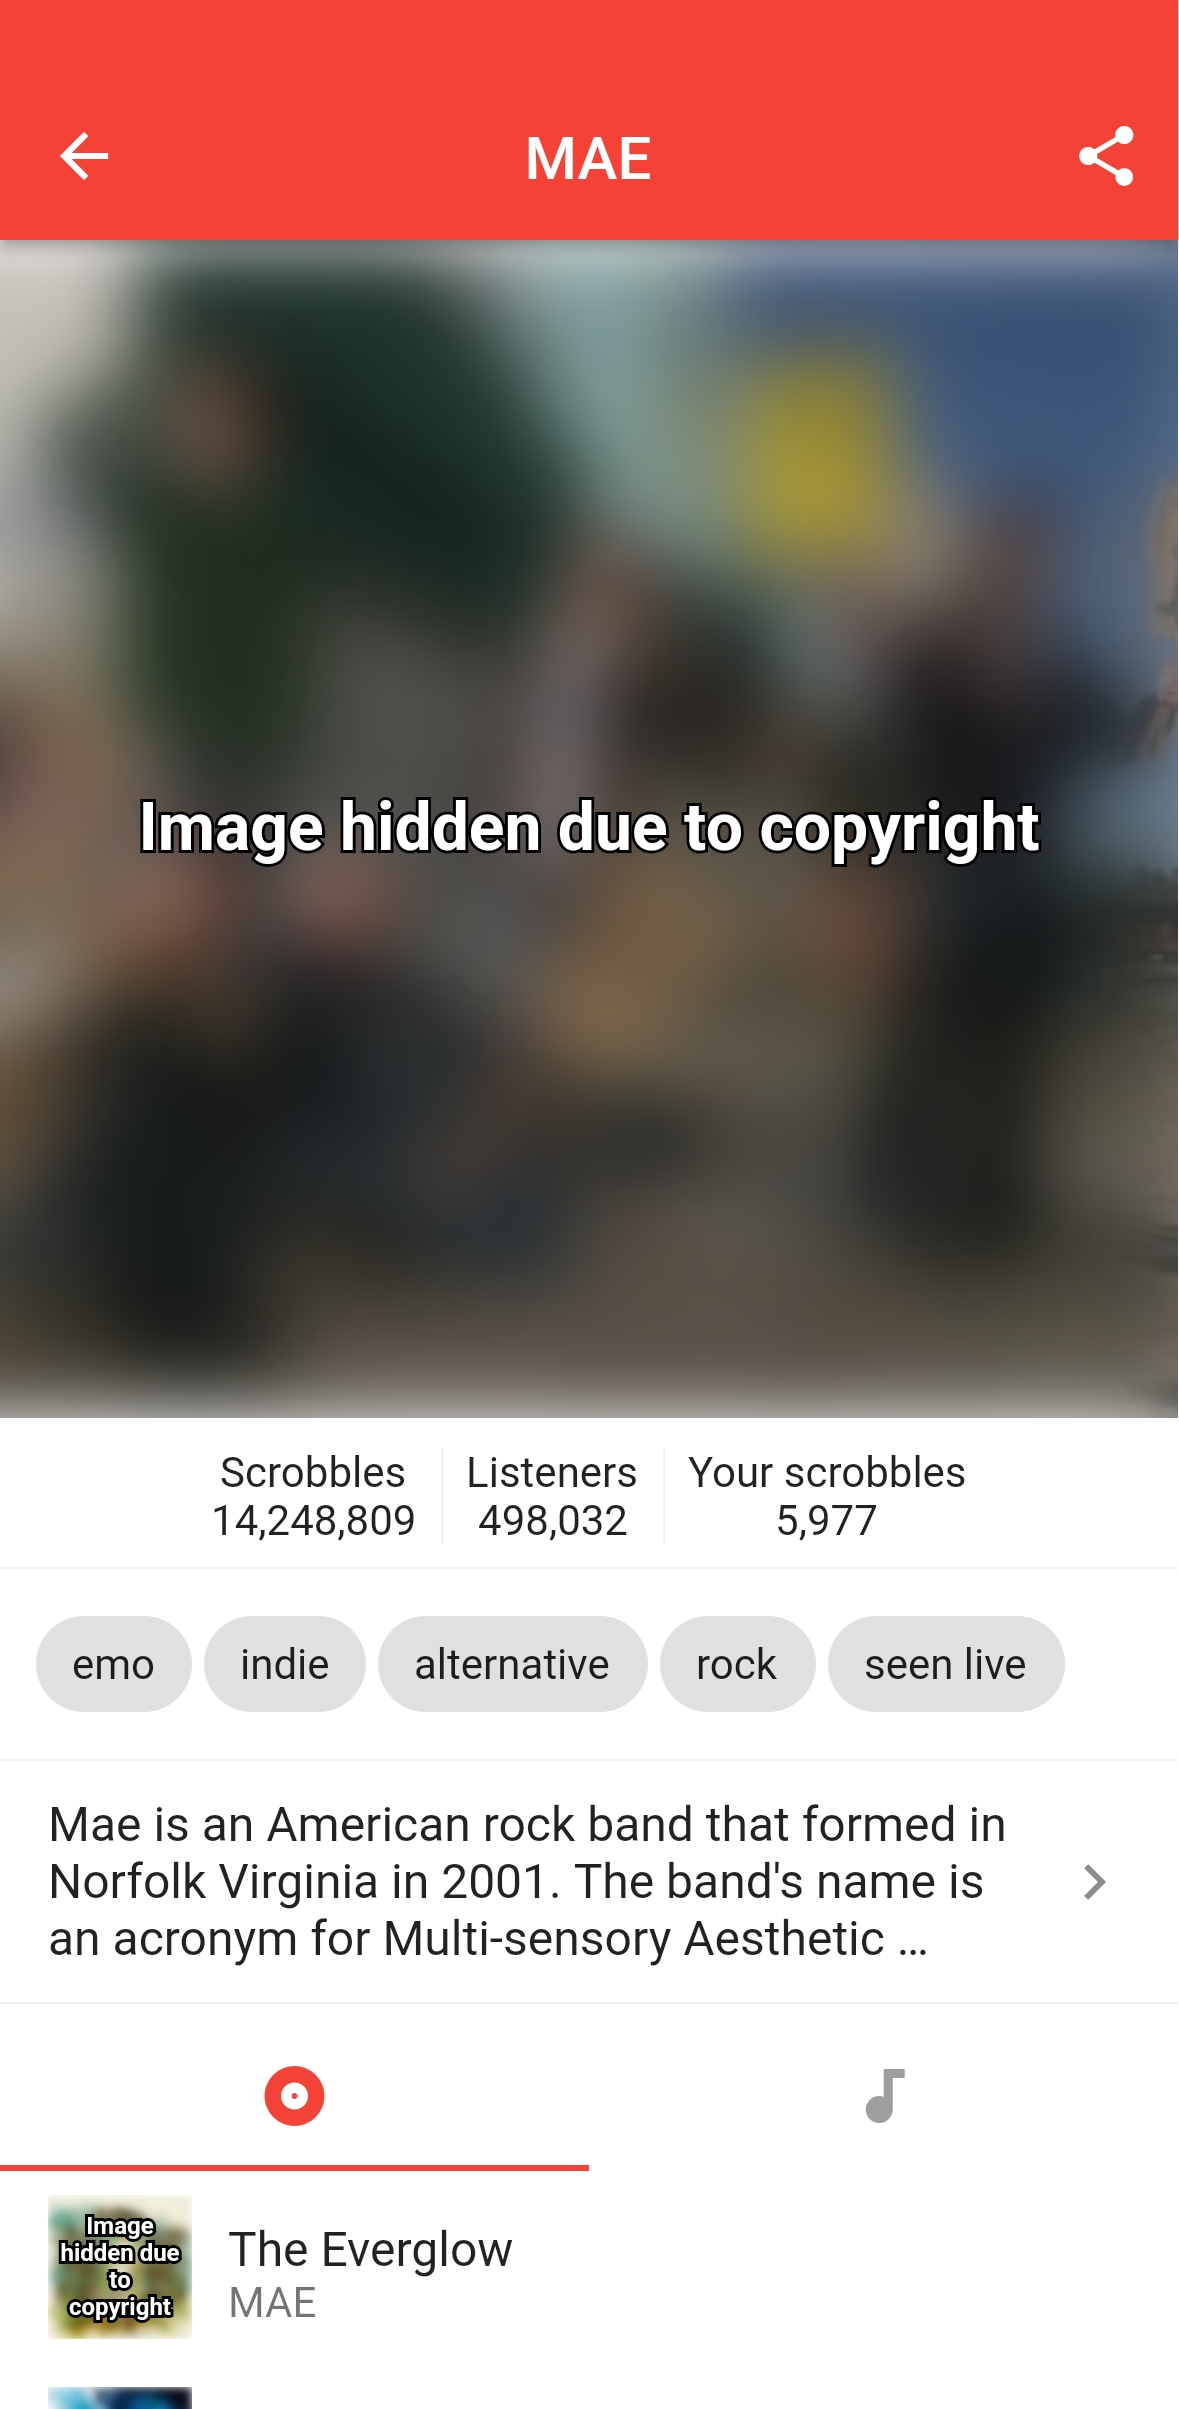 MAE
Image hidden due to copyright
Scrobbles
14,248,809
Listeners
498,032
Your scrobbles
5,977
emo
indie
alternative
rock
seen live
Mae is an American rock band that formed in
Norfolk Virginia in 2001. The band's name is
an acronym for Multi-sensory Aesthetic ...
Image
hidden due
to
copyright
The Everglow
MAE